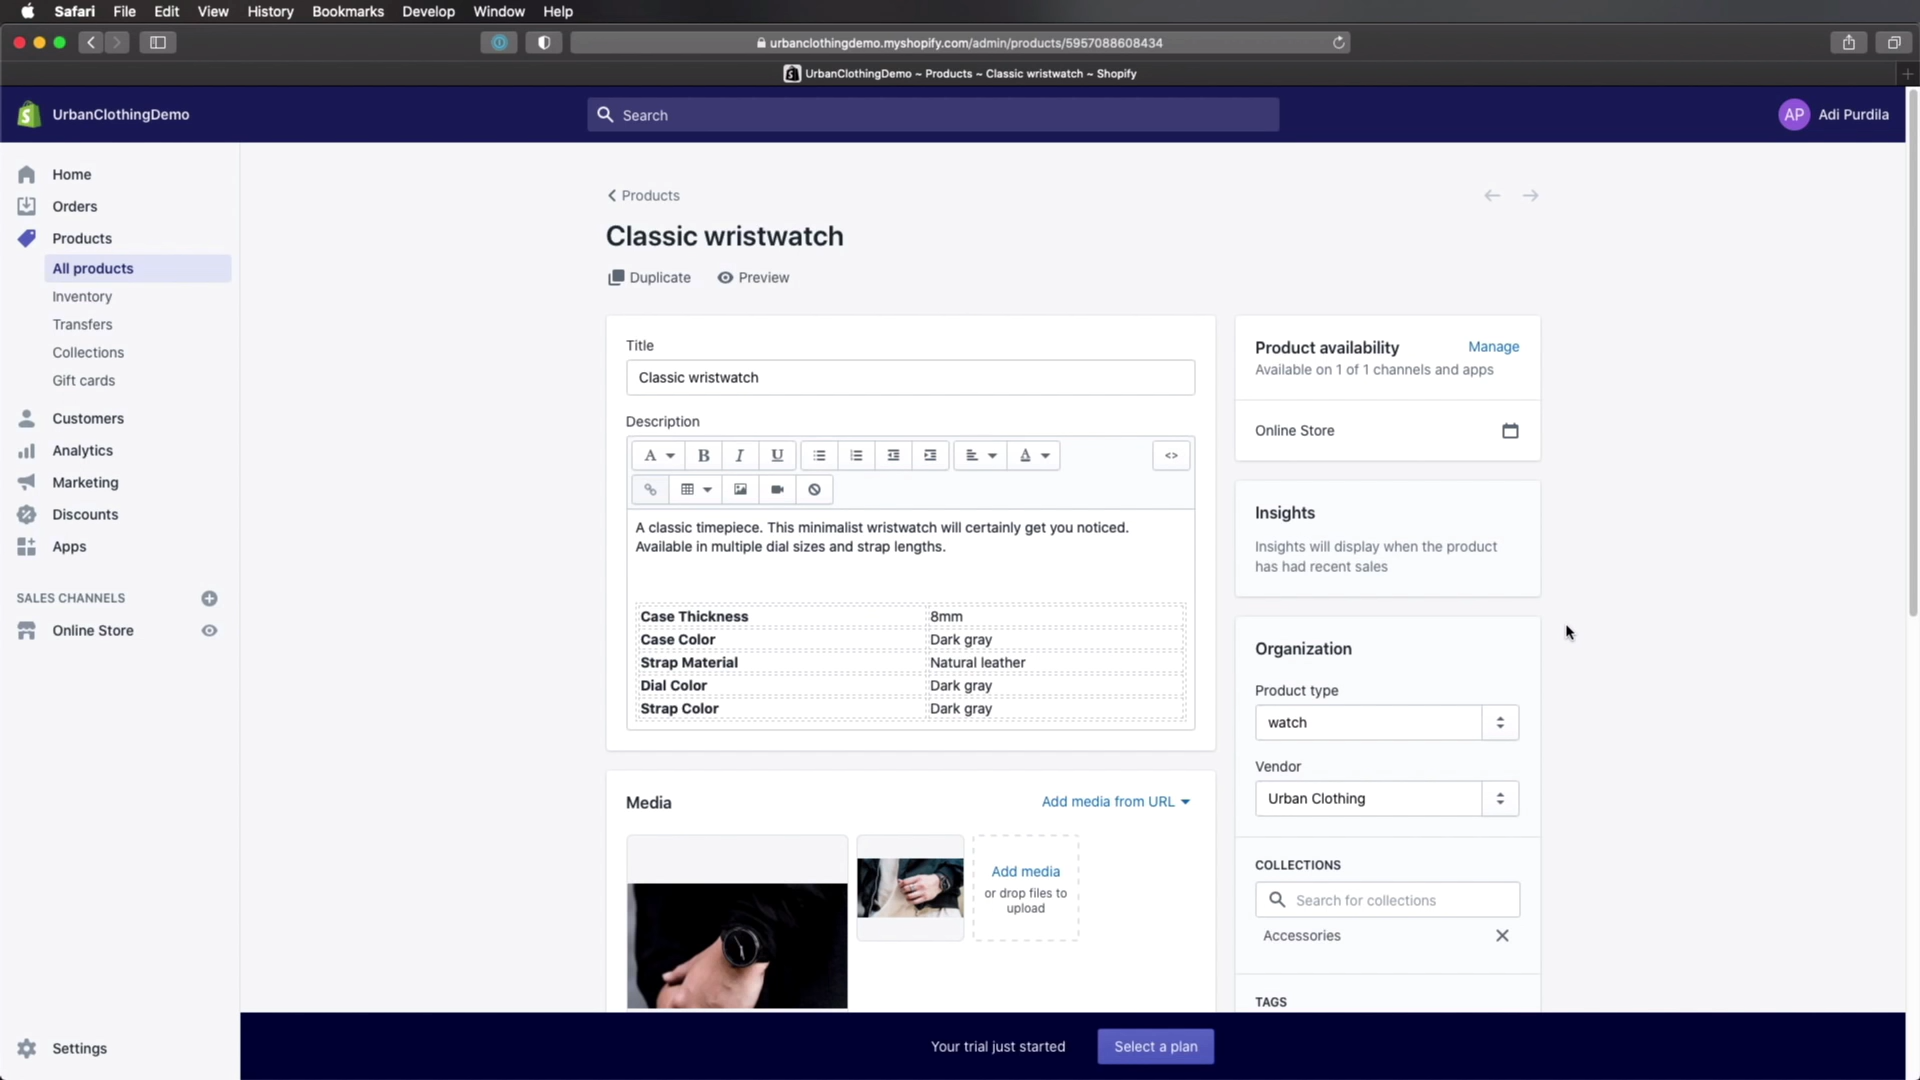 Safari File Edit View History Bookmarks Develop Window Help
urbanclothingdemo.myshopify.com/admin/products/5957088608434
UrbanClothingDemo ~ Products ~ Classic wristwatch ~ Shopify
UrbanClothingDemo
Search
AP Adi Purdila
Home
Orders
Products
All products
Inventory
Transfers
Collections
Gift cards
Customers
Analytics
Marketing
Discounts
Apps
SALES CHANNELS
Online Store
Settings
Products
Classic wristwatch
Duplicate Preview
Title
Classic wristwatch
Description
A B I U A <>
A classic timepiece. This minimalist wristwatch will certainly get you noticed.
Available in multiple dial sizes and strap lengths.
Case Thickness 8mm
Case Color Dark gray
Strap Material Natural leather
Dial Color Dark gray
Strap Color Dark gray
Media Add media from URL
Add media
or drop files to
upload
Product availability Manage
Available on 1 of 1 channels and apps
Online Store
Insights
Insights will display when the product
has had recent sales
Organization
Product type
watch
Vendor
Urban Clothing
COLLECTIONS
Search for collections
Accessories
TAGS
Your trial just started Select a plan